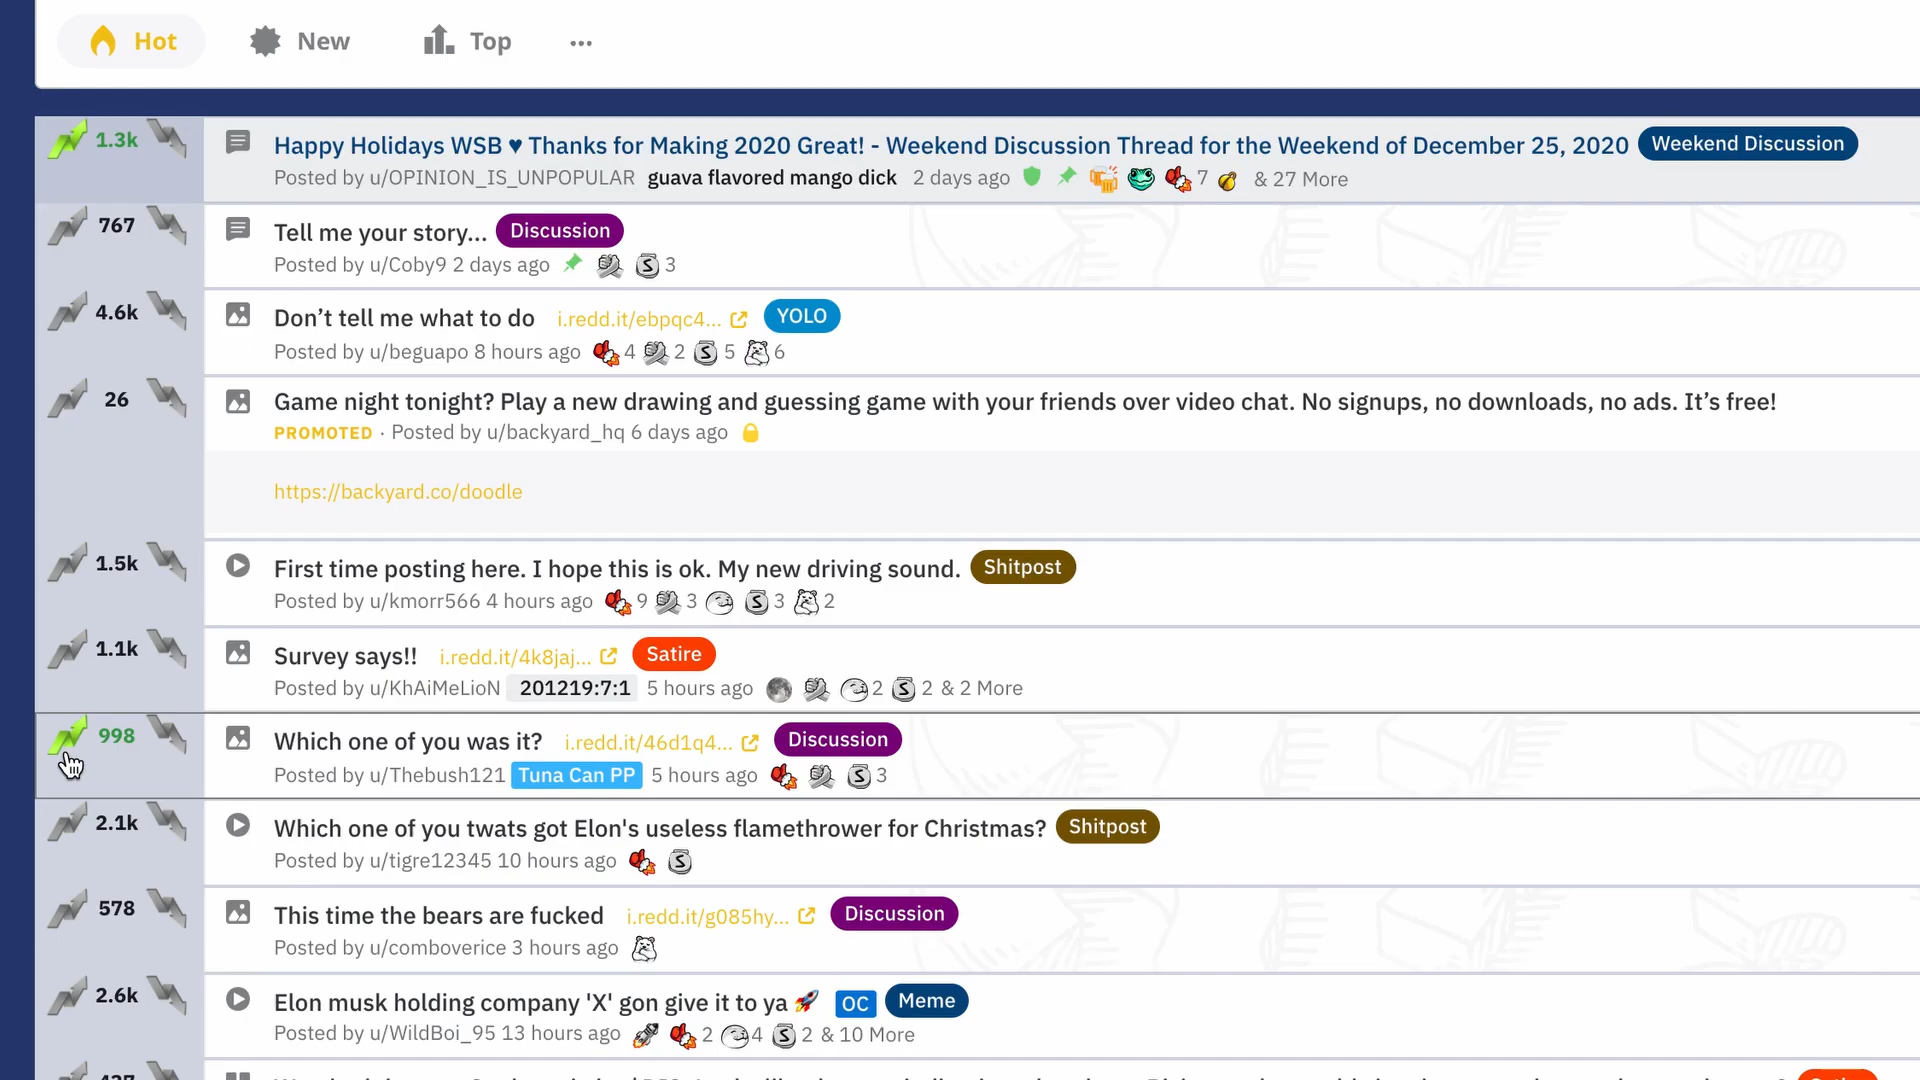 Hot New Top ...
1.3k Happy Holidays WSB ♥ Thanks for Making 2020 Great! - Weekend Discussion Thread for the Weekend of December 25, 2020 Weekend Discussion
Posted by u/OPINION_IS_UNPOPULAR guava flavored mango dick 2 days ago 7 & 27 More
767 Tell me your story... Discussion
Posted by u/Coby9 2 days ago S 3
4.6k Don’t tell me what to do i.redd.it/ebpqc4... YOLO
Posted by u/beguapo 8 hours ago 4 2 S 5 6
26 Game night tonight? Play a new drawing and guessing game with your friends over video chat. No signups, no downloads, no ads. It’s free!
PROMOTED · Posted by u/backyard_hq 6 days ago
https://backyard.co/doodle
1.5k First time posting here. I hope this is ok. My new driving sound. Shitpost
Posted by u/kmorr566 4 hours ago 9 3 S 3 2
1.1k Survey says!! i.redd.it/4k8jaj... Satire
Posted by u/KhAiMeLioN 201219:7:1 5 hours ago 2 S 2 & 2 More
998 Which one of you was it? i.redd.it/46d1q4... Discussion
Posted by u/Thebush121 Tuna Can PP 5 hours ago S 3
2.1k Which one of you twats got Elon's useless flamethrower for Christmas? Shitpost
Posted by u/tigre12345 10 hours ago S
578 This time the bears are fucked i.redd.it/g085hy... Discussion
Posted by u/comboverice 3 hours ago
2.6k Elon musk holding company 'X' gon give it to ya 🚀 OC Meme
Posted by u/WildBoi_95 13 hours ago 2 4 S 2 & 10 More